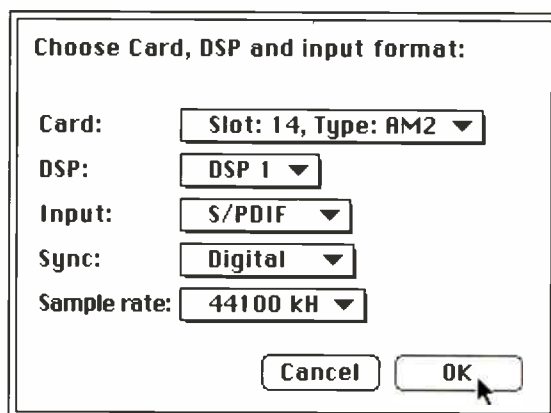 Choose Card, DSP and input format:
Card: Slot: 14, Type: AM2
DSP: DSP 1
Input: S/PDIF
Sync: Digital
Sample rate: 44100 kH
Cancel OK